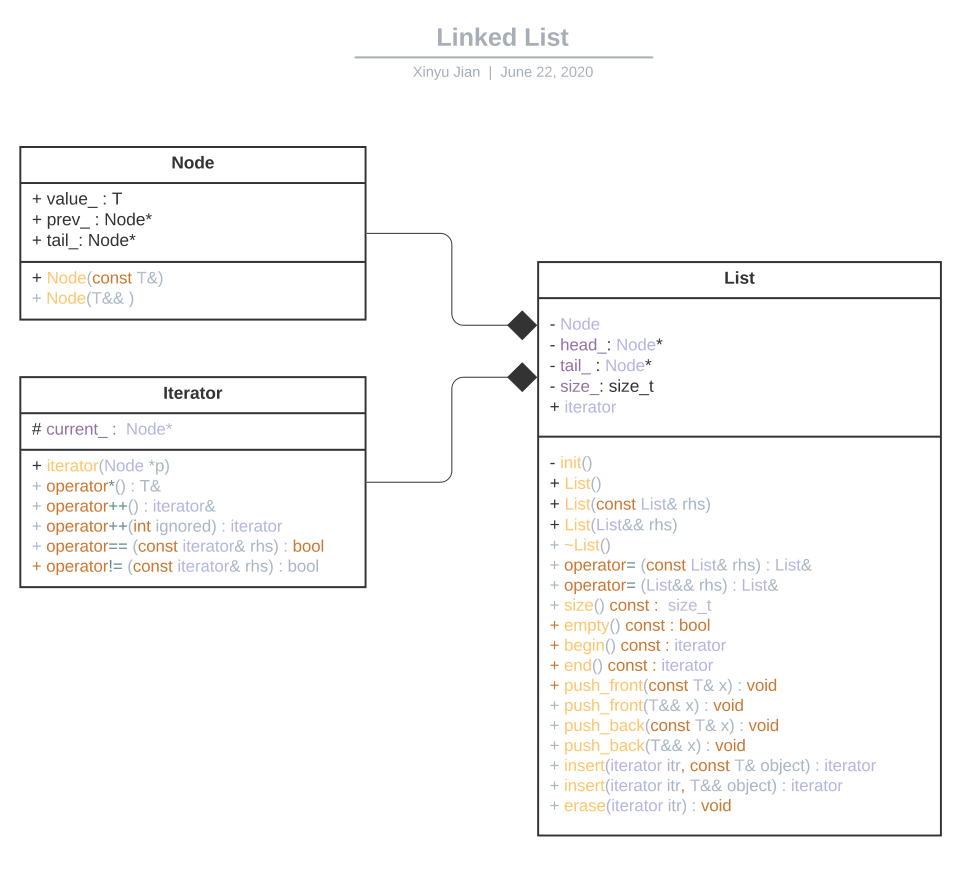 Linked List
Xinyu Jian | June 22, 2020
Node
+ value_ : T
+ prev_ : Node*
+ tail_: Node*
+ Node(const T&)
+ Node(T&& )
Iterator
# current_ : Node*
+ iterator(Node *p)
+ operator*() : T&
+ operator++() : iterator&
+ operator++(int ignored) : iterator
+ operator== (const iterator& rhs) : bool
+ operator!= (const iterator& rhs) : bool
List
- Node
- head_: Node*
- tail_ : Node*
- size_: size_t
+ iterator
- init()
+ List()
+ List(const List& rhs)
+ List(List&& rhs)
+ ~List()
+ operator= (const List& rhs) : List&
+ operator= (List&& rhs) : List&
+ size() const : size_t
+ empty() const : bool
+ begin() const : iterator
+ end() const : iterator
+ push_front(const T& x) : void
+ push_front(T&& x) : void
+ push_back(const T& x) : void
+ push_back(T&& x) : void
+ insert(iterator itr, const T& object) : iterator
+ insert(iterator itr, T&& object) : iterator
+ erase(iterator itr) : void